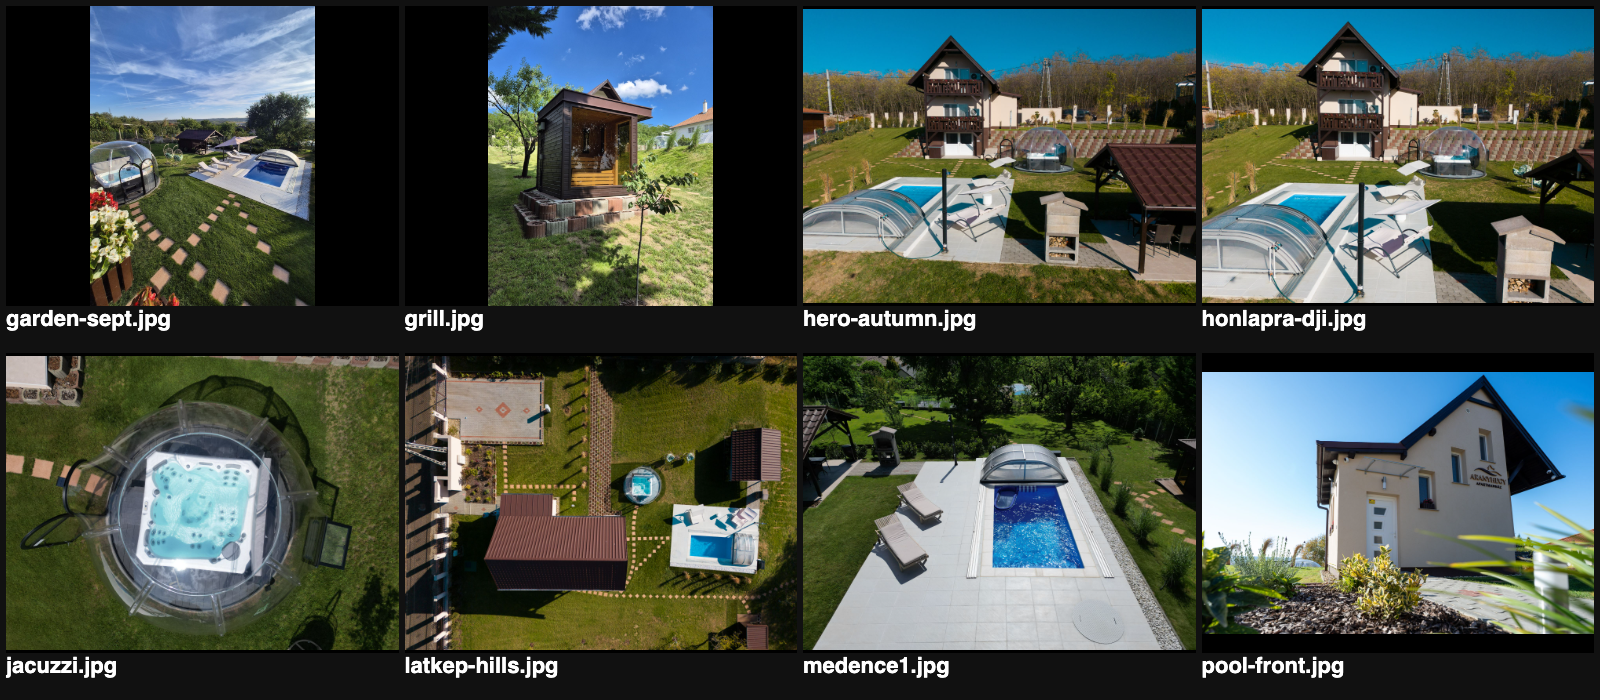 garden-sept.jpg
grill.jpg
hero-autumn.jpg
honlapra-dji.jpg
ARANYHEGY
jacuzzi.jpg
latkep-hills.jpg
medence1.jpg
pool-front.jpg